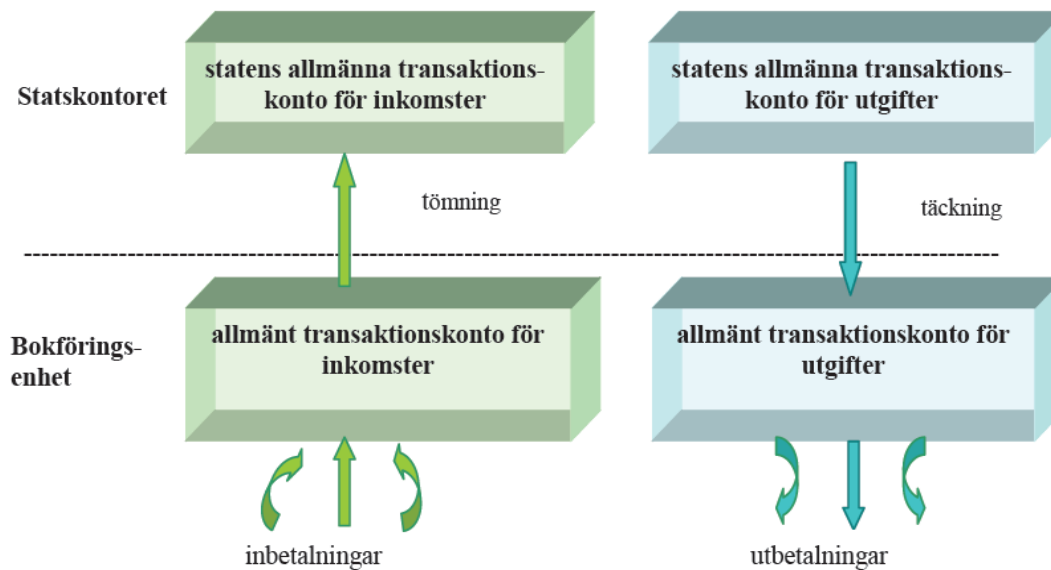 statens allmänna transaktions-
konto för inkomster
statens allmänna transaktions-
konto för utgifter
Statskontoret
tömning
täckning
allmänt transaktionskonto för
inkomster
allmänt transaktionskonto för
utgifter
Bokförings-
enhet
inbetalningar
utbetalningar